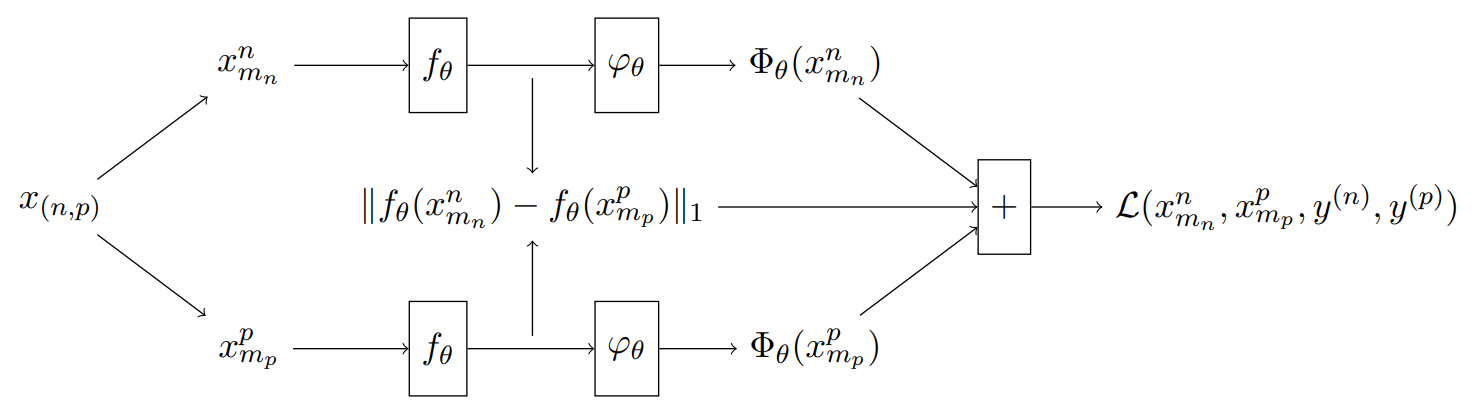 $x^n_{m_n}$ $f_\theta$ $\varphi_\theta$ $\Phi_\theta(x^n_{m_n})$
$x_{(n,p)}$ $\|f_\theta(x^n_{m_n}) - f_\theta(x^p_{m_p})\|_1$ $+$ $\mathcal{L}(x^n_{m_n}, x^p_{m_p}, y^{(n)}, y^{(p)})$
$x^p_{m_p}$ $f_\theta$ $\varphi_\theta$ $\Phi_\theta(x^p_{m_p})$